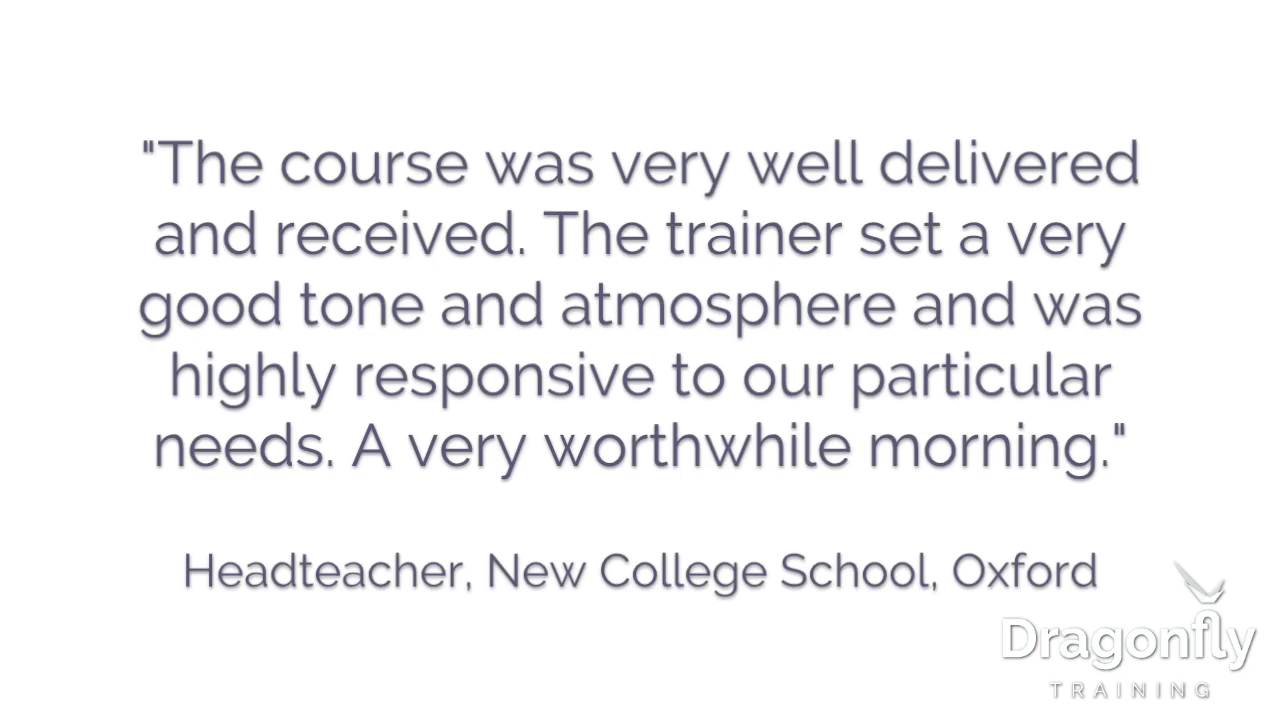 "The course was very well delivered
and received. The trainer set a very
good tone and atmosphere and was
highly responsive to our particular
needs. A very worthwhile morning."
Headteacher, New College School, Oxford
Dragonfly
TRAINING